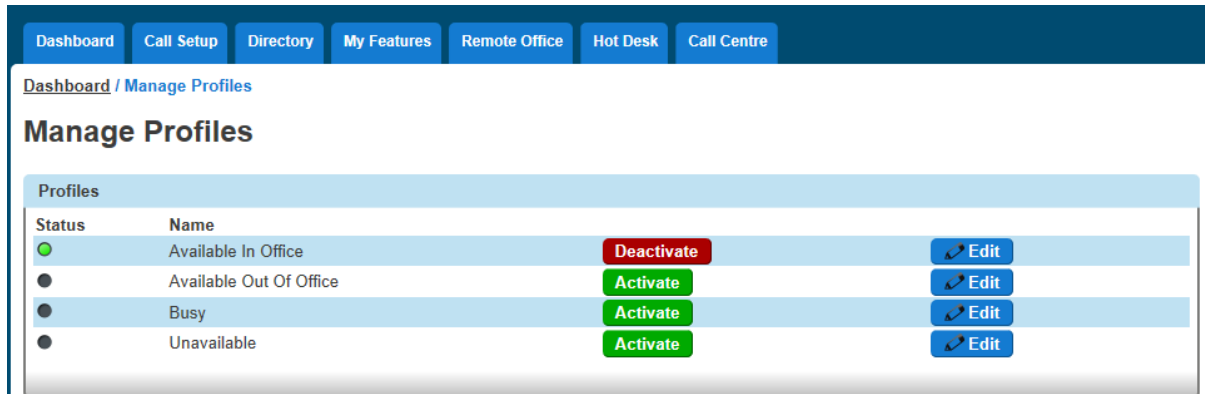 Dashboard Call Setup Directory My Features Remote Office Hot Desk Call Centre
Dashboard / Manage Profiles
Manage Profiles
Profiles
Status Name
Available In Office Deactivate Edit
Available Out Of Office Activate Edit
Busy Activate Edit
Unavailable Activate Edit